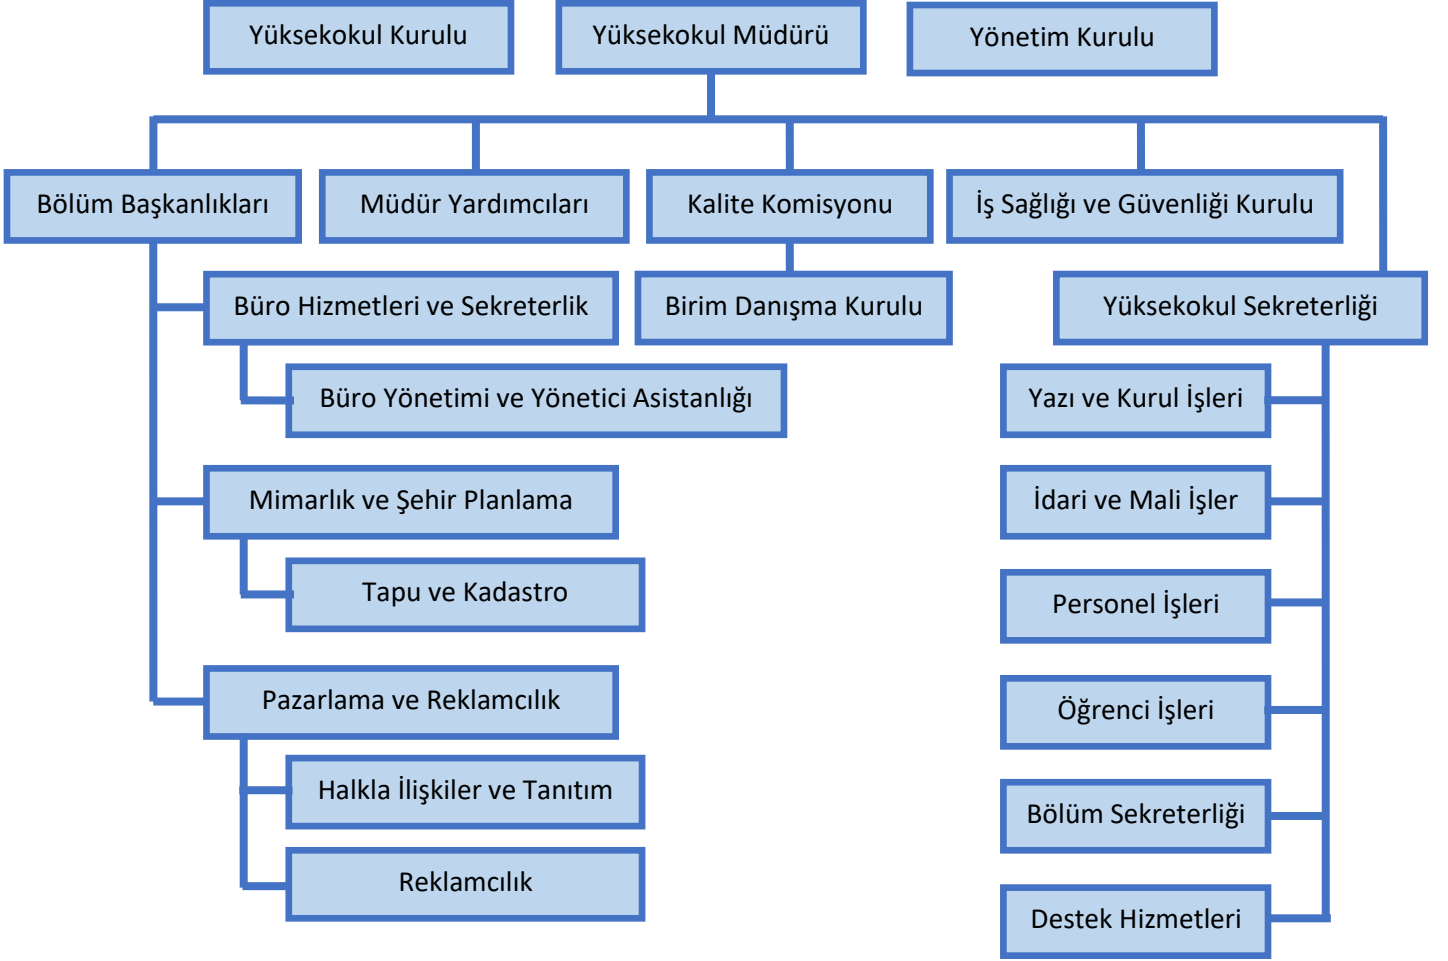 Yüksekokul Kurulu
Yüksekokul Müdürü
Yönetim Kurulu
Bölüm Başkanlıkları
Müdür Yardımcıları
Kalite Komisyonu
İş Sağlığı ve Güvenliği Kurulu
Büro Hizmetleri ve Sekreterlik
Birim Danışma Kurulu
Yüksekokul Sekreterliği
Büro Yönetimi ve Yönetici Asistanlığı
Yazı ve Kurul İşleri
Mimarlık ve Şehir Planlama
İdari ve Mali İşler
Tapu ve Kadastro
Personel İşleri
Pazarlama ve Reklamcılık
Öğrenci İşleri
Halkla İlişkiler ve Tanıtım
Bölüm Sekreterliği
Reklamcılık
Destek Hizmetleri